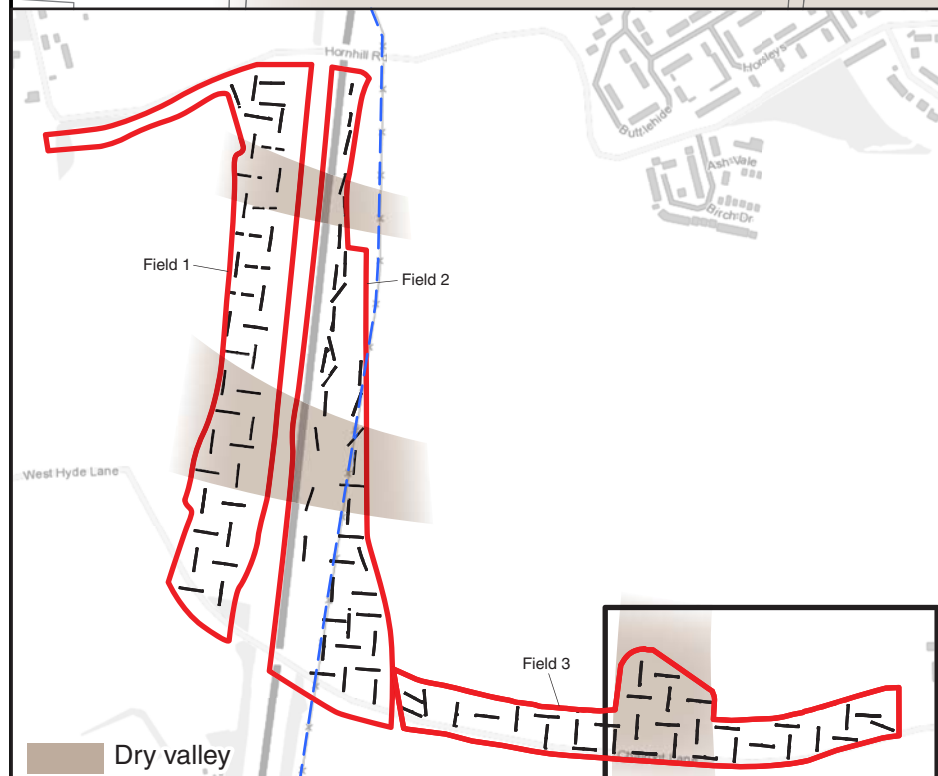 Hornhill Rd
Horsleys
Buttlehide
Ash Vale
Birch Dr
Field 1
Field 2
West Hyde Lane
Field 3
Dry valley